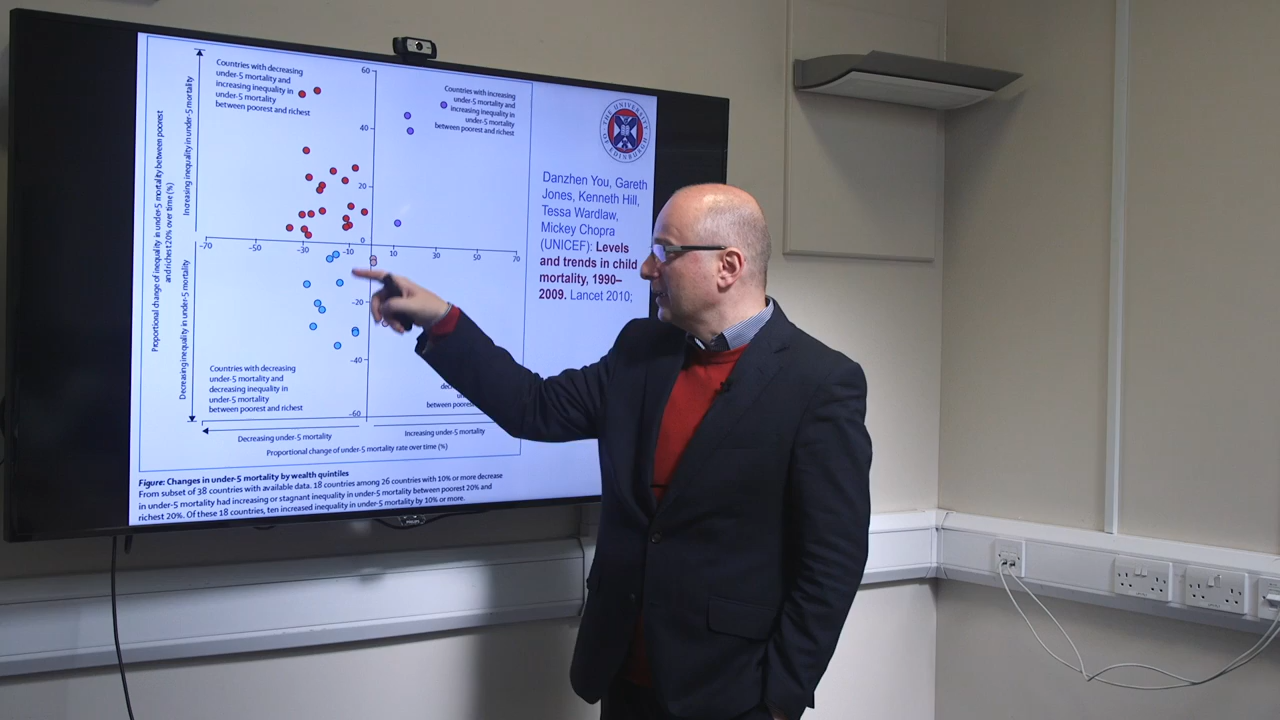 Countries with decreasing
under-5 mortality and
increasing inequality in
under-5 mortality
between poorest and richest
Countries with increasing
under-5 mortality and
increasing inequality in
under-5 mortality
between poorest and richest
Proportional change of inequality in under-5 mortality between poorest
and richest 20% over time (%)
Increasing inequality in under-5 mortality
Decreasing inequality in under-5 mortality
60
40
20
0
-20
-40
-60
-70
-50
-30
-10
10
30
50
70
Countries with decreasing
under-5 mortality and
decreasing inequality in
under-5 mortality
between poorest and richest
Decreasing under-5 mortality
Increasing under-5 mortality
Proportional change of under-5 mortality rate over time (%)
Figure: Changes in under-5 mortality by wealth quintiles
From subset of 38 countries with available data. 18 countries among 26 countries with 10% or more decrease
in under-5 mortality had increasing or stagnant inequality in under-5 mortality between poorest 20% and
richest 20%. Of these 18 countries, ten increased inequality in under-5 mortality by 10% or more.
THE UNIVERSITY
OF EDINBURGH
Danzhen You, Gareth
Jones, Kenneth Hill,
Tessa Wardlaw,
Mickey Chopra
(UNICEF): Levels
and trends in child
mortality, 1990–
2009. Lancet 2010;
PHILIPS